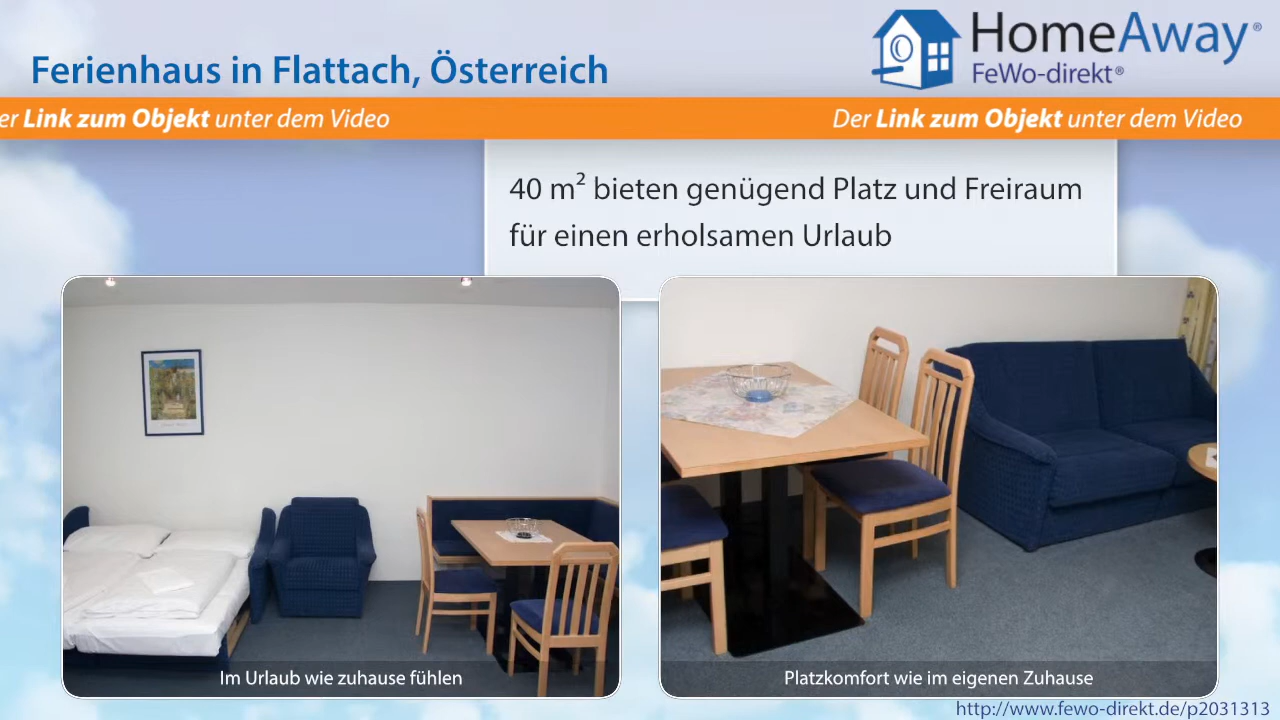 HomeAway®
FeWo-direkt®
Ferienhaus in Flattach, Österreich
er Link zum Objekt unter dem Video
Der Link zum Objekt unter dem Video
40 m² bieten genügend Platz und Freiraum
für einen erholsamen Urlaub
Im Urlaub wie zuhause fühlen
Platzkomfort wie im eigenen Zuhause
http://www.fewo-direkt.de/p2031313